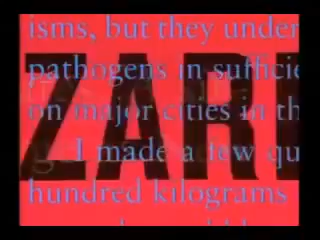 isms, but they under
ZARI
pathogens in sufficie
on major cities in th
I made a few qu
hundred kilograms